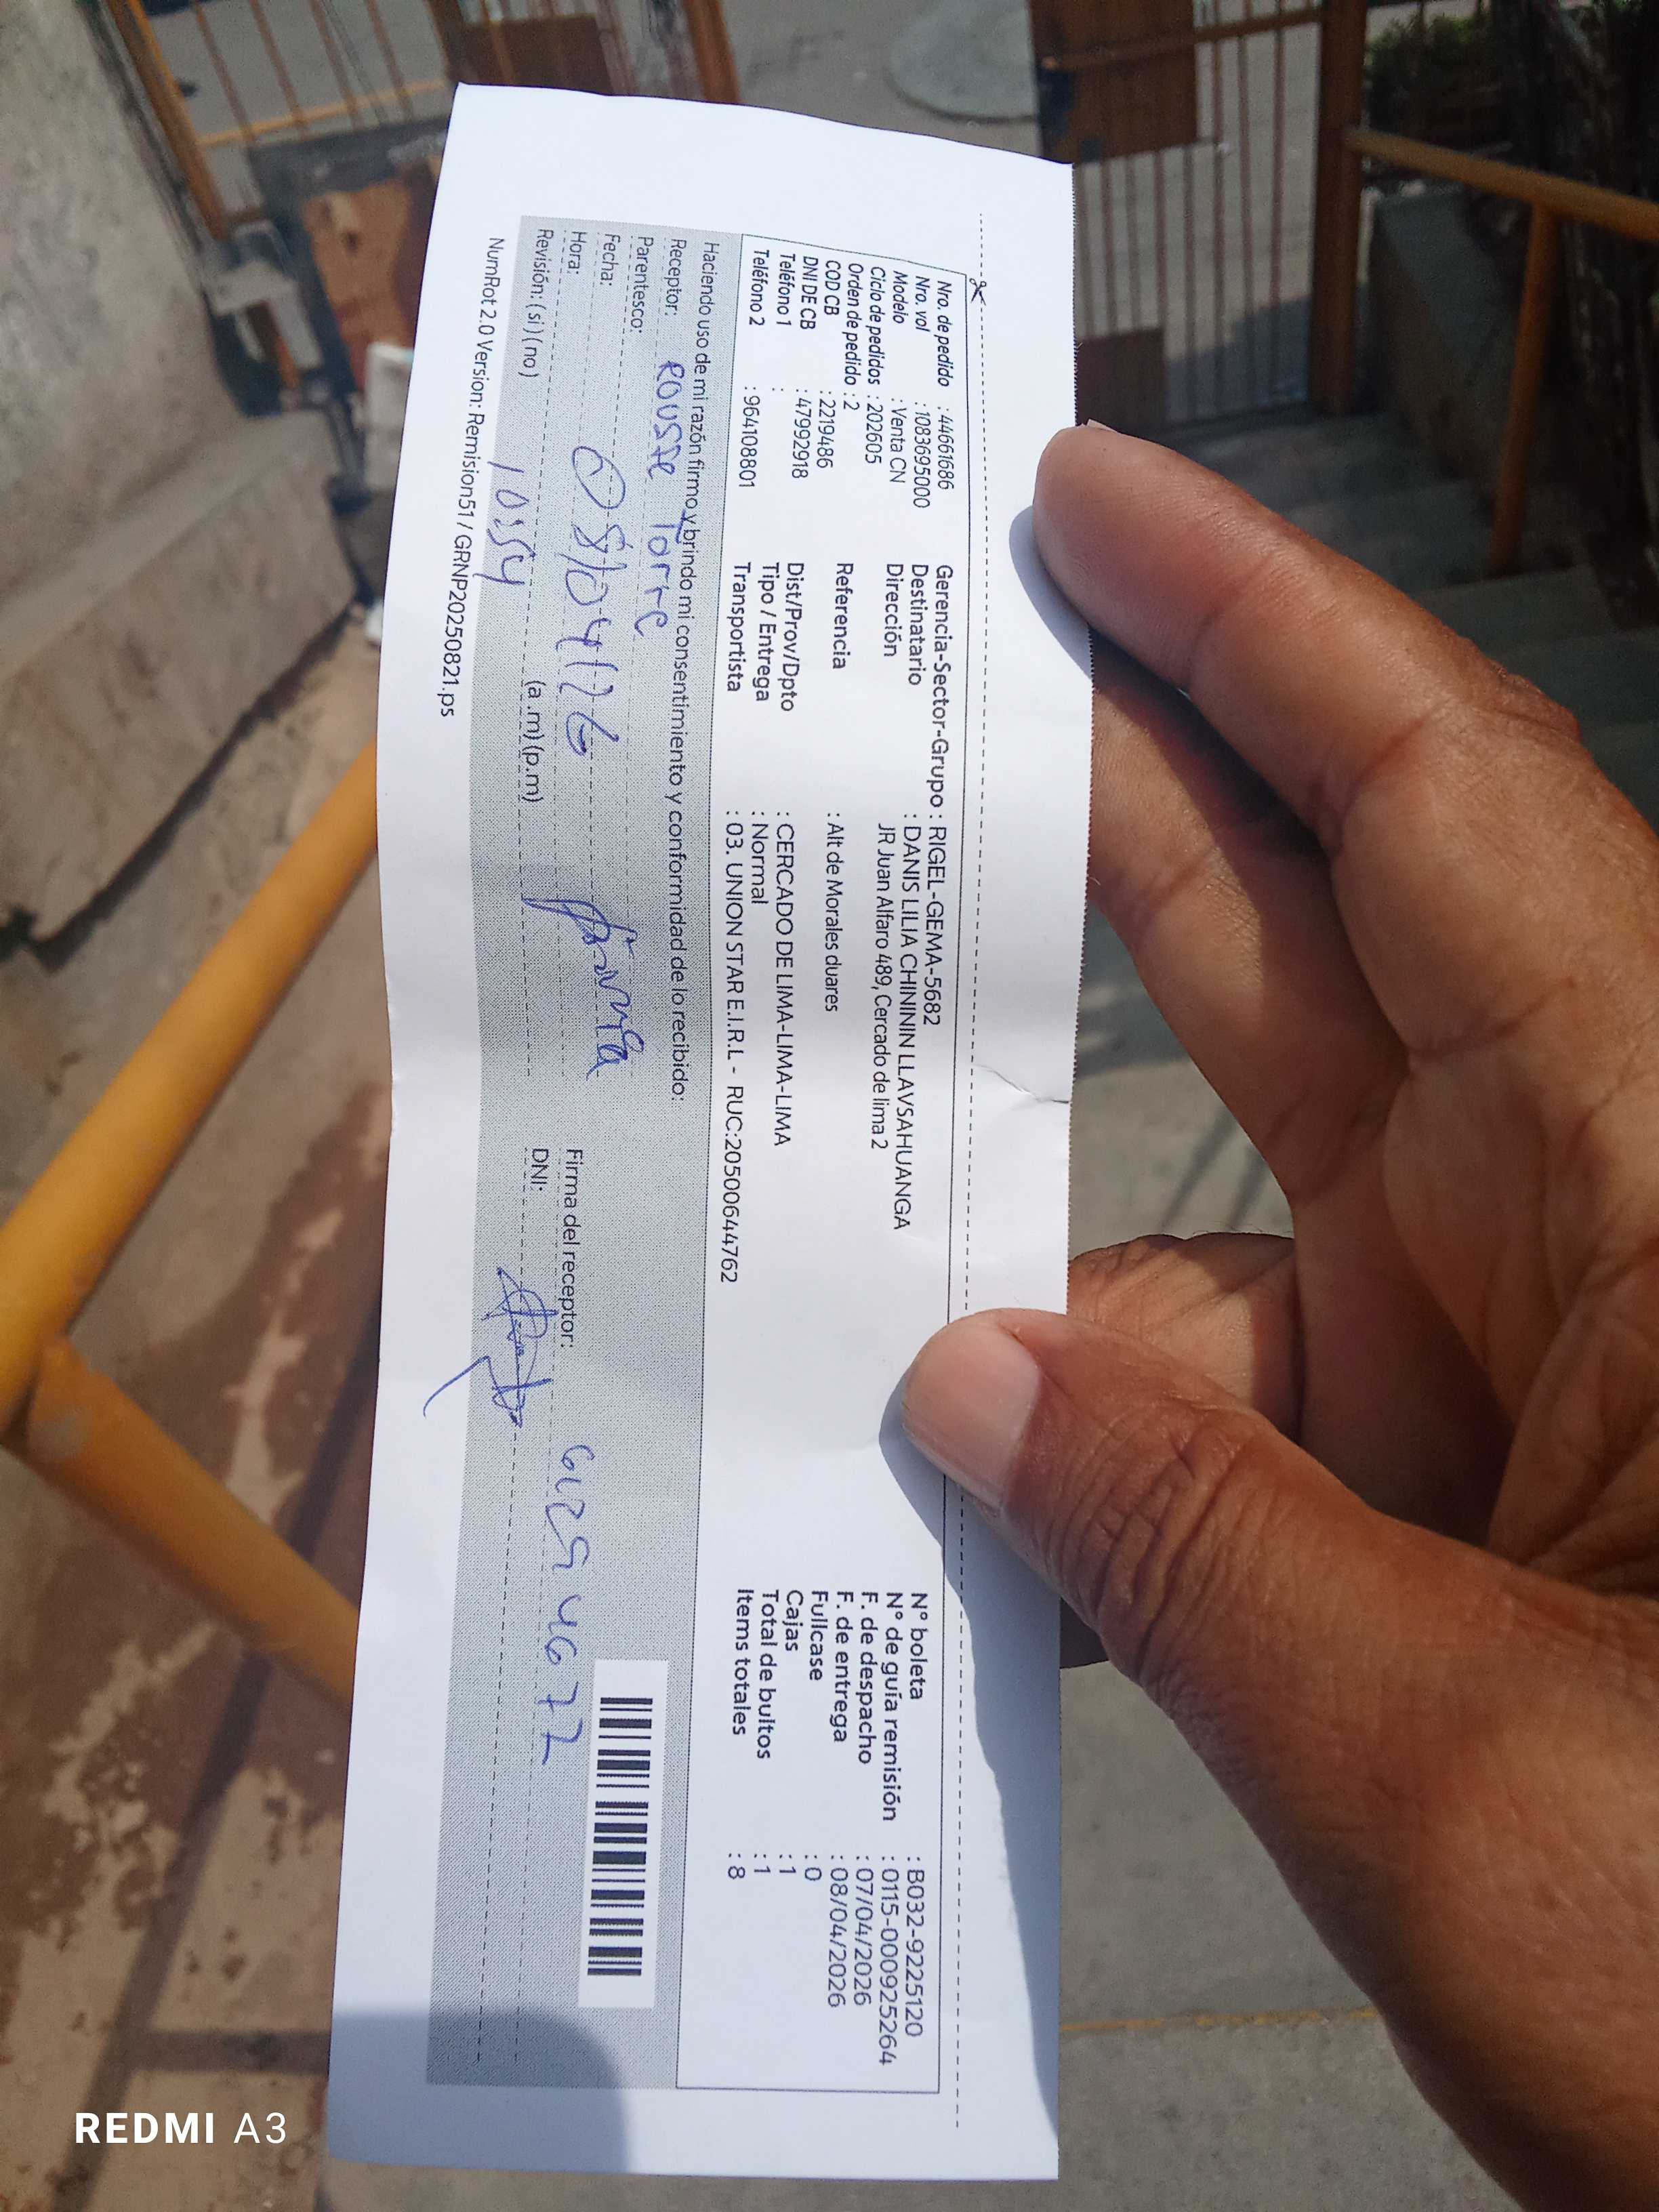 Nro. de pedido : 44661686
Nro. vol : 1083695000
Modelo : Venta CN
Ciclo de pedidos : 202605
Orden de pedido : 2
COD CB : 2219486
DNI DE CB : 47992918
Teléfono 1 :
Teléfono 2 : 964108801
Gerencia-Sector-Grupo : RIGEL-GEMA-5682
Destinatario : DANIS LILIA CHININ LLAVSAHUANGA
Dirección JR Juan Alfaro 489, Cercado de lima 2
Referencia : Alt de Morales duares
Dist/Prov/Dpto : CERCADO DE LIMA-LIMA-LIMA
Tipo / Entrega : Normal
Transportista : 03. UNION STAR E.I.R.L - RUC:20500644762
N° boleta : B032-9225120
N° de guía remisión : 0115-000925264
F. de despacho : 07/04/2026
F. de entrega : 08/04/2026
Fullcase : 0
Cajas : 1
Total de bultos : 1
Items totales : 8
Haciendo uso de mi razón firmo y brindo mi consentimiento y conformidad de lo recibido:
Receptor: Rousse Torre
Parentesco:
Fecha: 08/04/26
Hora: (a.m) (p.m)
Revisión: ( si ) ( no )
Firma del receptor:
DNI:
NumRot 2.0 Version: Remision51 / GRNP20250821.ps
REDMI A3